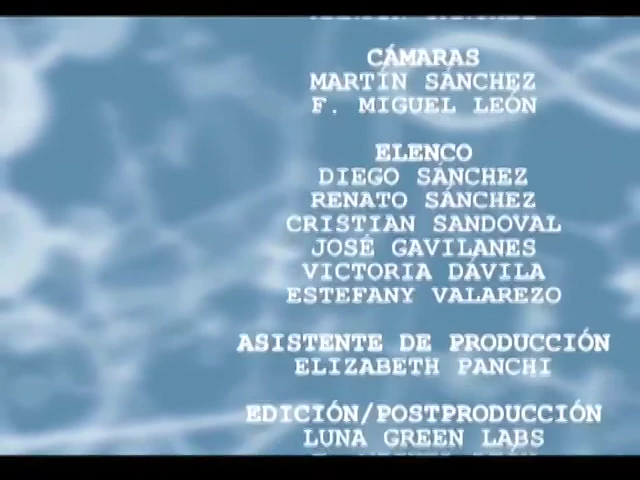 CÁMARAS
MARTÍN SÁNCHEZ
F. MIGUEL LEÓN
ELENCO
DIEGO SÁNCHEZ
RENATO SÁNCHEZ
CRISTIAN SANDOVAL
JOSÉ GAVILANES
VICTORIA DÁVILA
ESTEFANY VALAREZO
ASISTENTE DE PRODUCCIÓN
ELIZABETH PANCHI
EDICIÓN/POSTPRODUCCIÓN
LUNA GREEN LABS